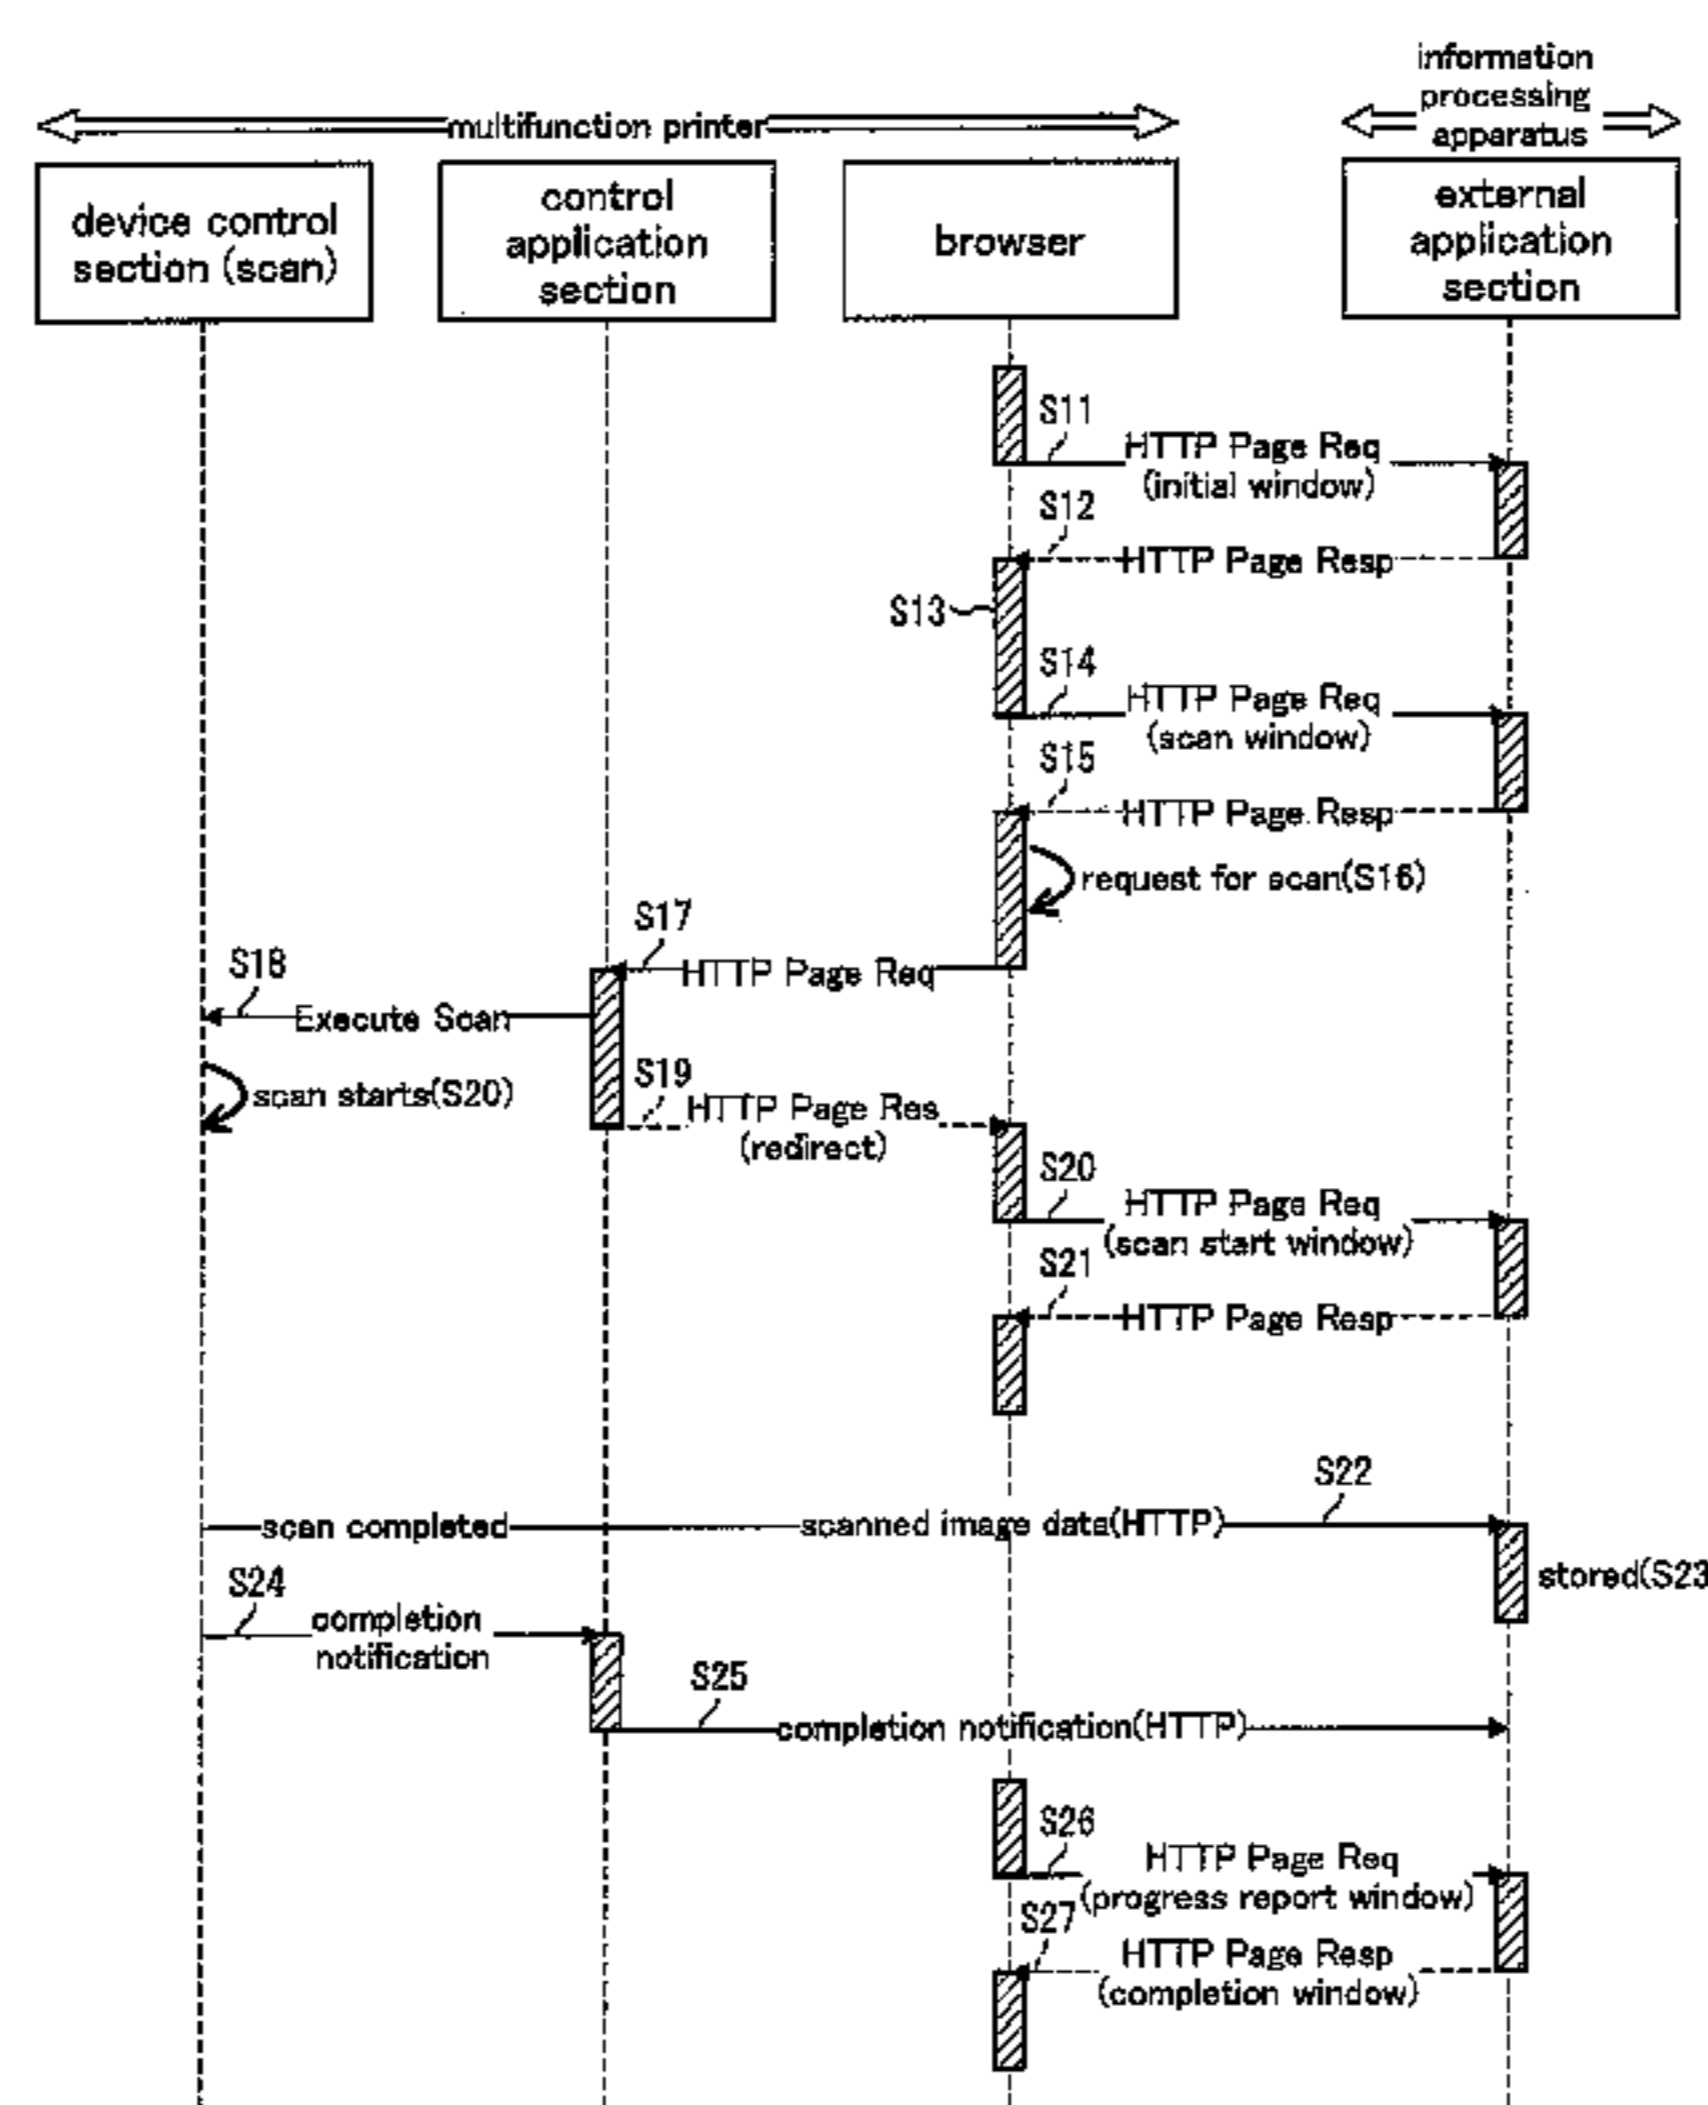 information
processing
apparatus
multifunction printer
device control
section (scan)
control
application
section
browser
external
application
section
S11
HTTP Page Req
(initial window)
S12
HTTP Page Resp
S13
S14
HTTP Page Req
(scan window)
S15
HTTP Page Resp
request for scan(S16)
S17
HTTP Page Req
S18
Execute Scan
scan starts(S20)
S19
HTTP Page Res
(redirect)
S20
HTTP Page Req
(scan start window)
S21
HTTP Page Resp
S22
scan completed
scanned image data(HTTP)
stored(S23
S24
completion
notification
S25
completion notification(HTTP)
S26
HTTP Page Req
(progress report window)
S27
HTTP Page Resp
(completion window)